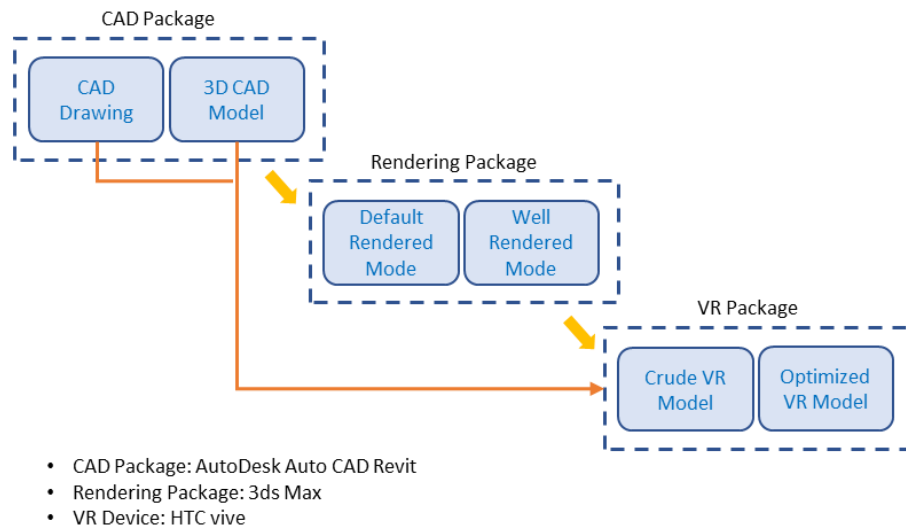 CAD Package
CAD
Drawing
3D CAD
Model
Rendering Package
Default
Rendered
Mode
Well
Rendered
Mode
VR Package
Crude VR
Model
Optimized
VR Model
• CAD Package: AutoDesk Auto CAD Revit
• Rendering Package: 3ds Max
• VR Device: HTC vive